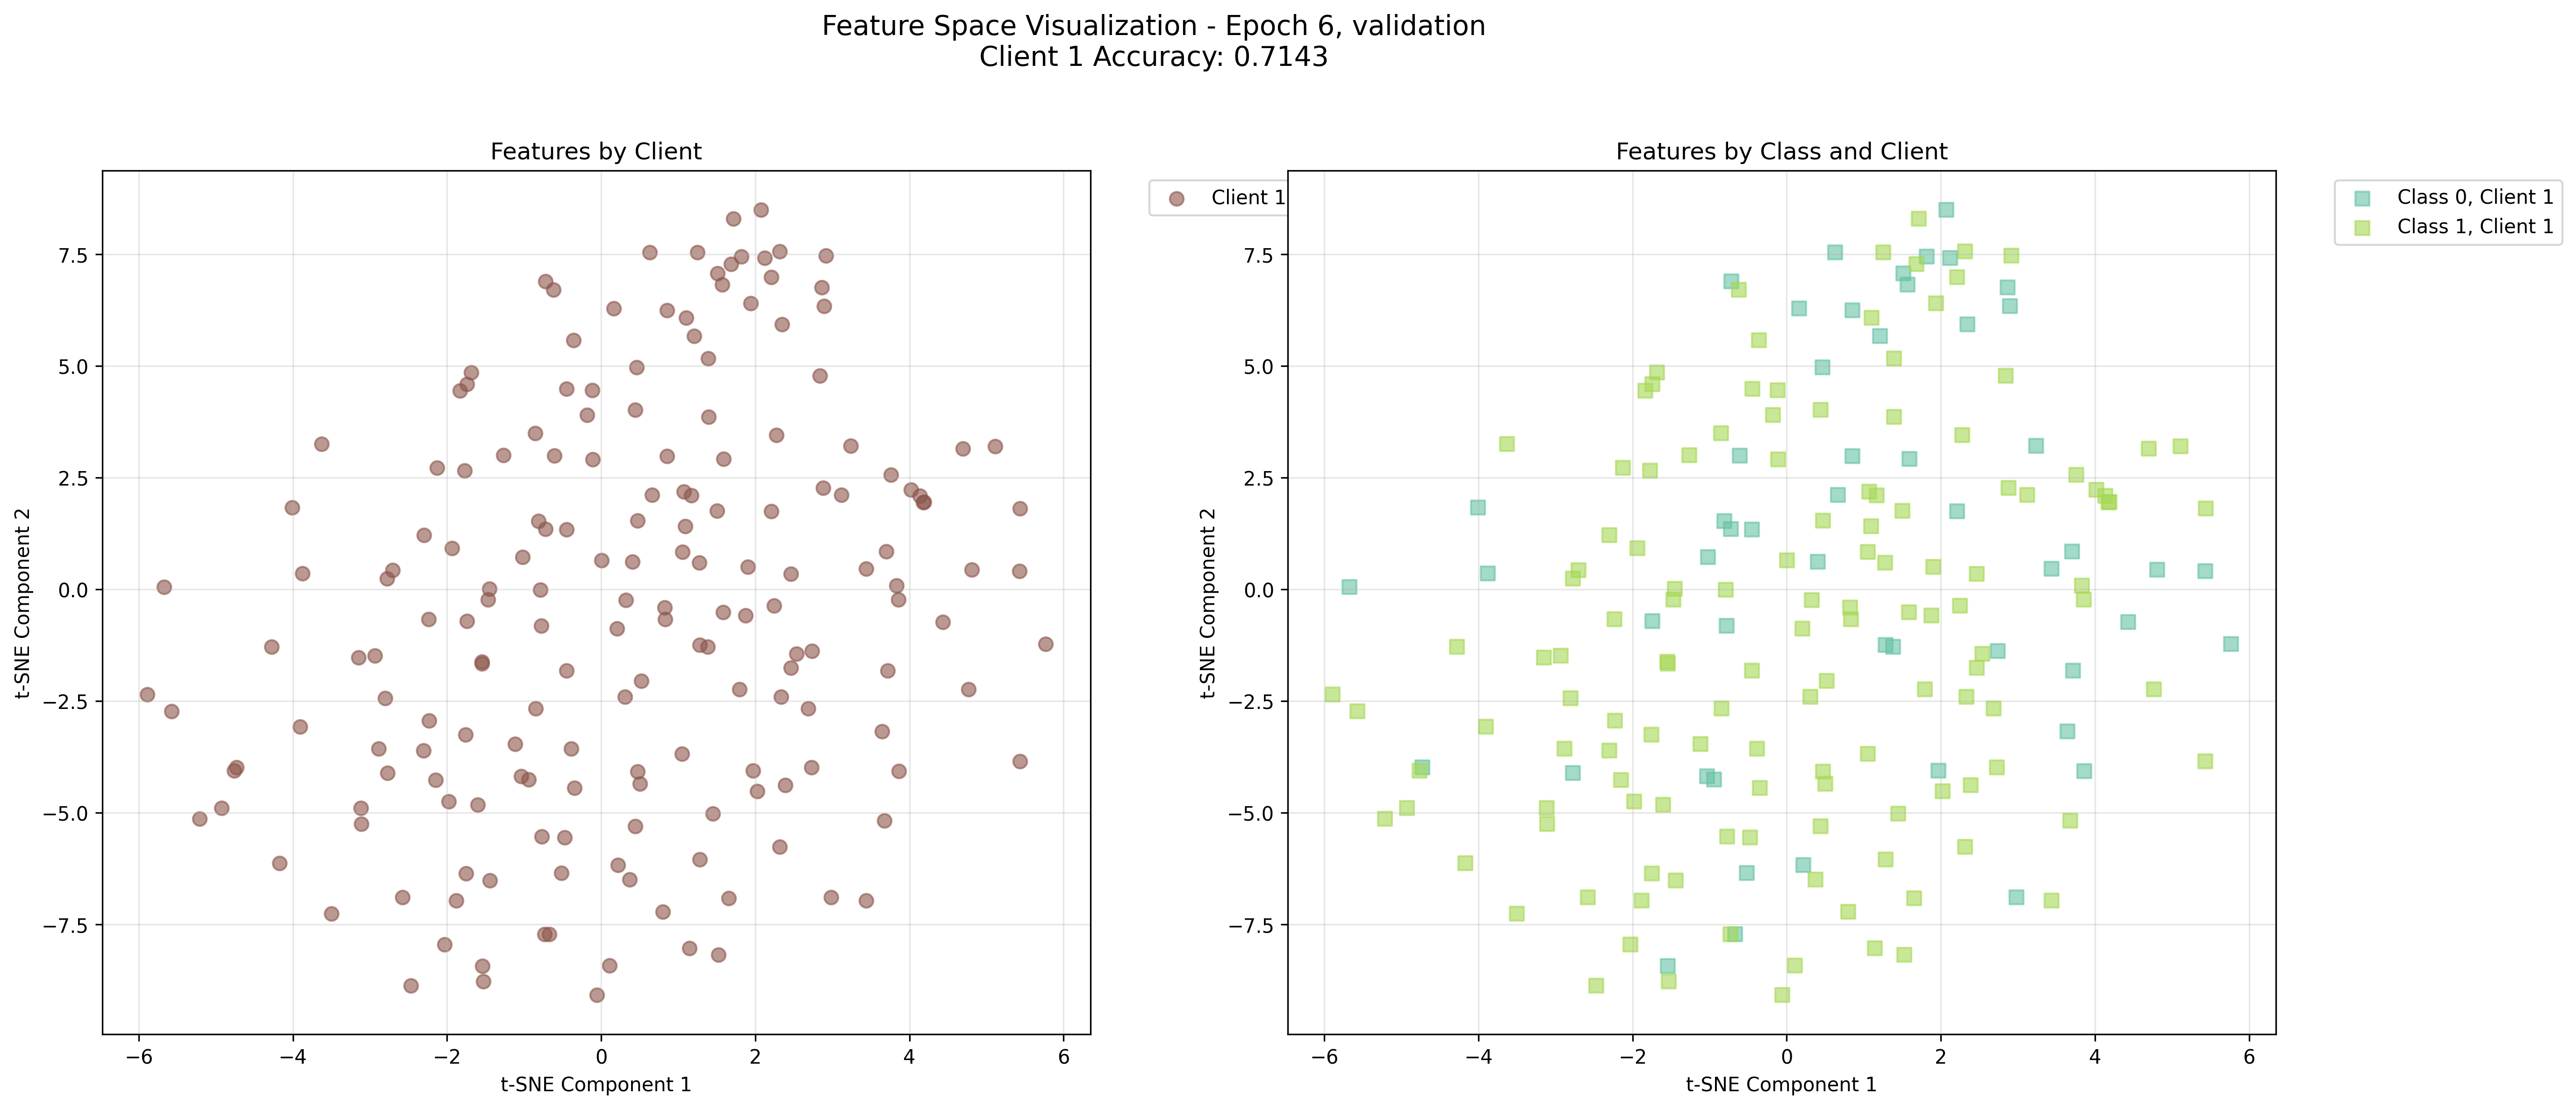 Feature Space Visualization - Epoch 6, validation
Client 1 Accuracy: 0.7143
Features by Client
Client 1
7.5
5.0
2.5
0.0
−2.5
−5.0
−7.5
t-SNE Component 2
−6
−4
−2
0
2
4
6
t-SNE Component 1
Features by Class and Client
Class 0, Client 1
Class 1, Client 1
7.5
5.0
2.5
0.0
−2.5
−5.0
−7.5
t-SNE Component 2
−6
−4
−2
0
2
4
6
t-SNE Component 1